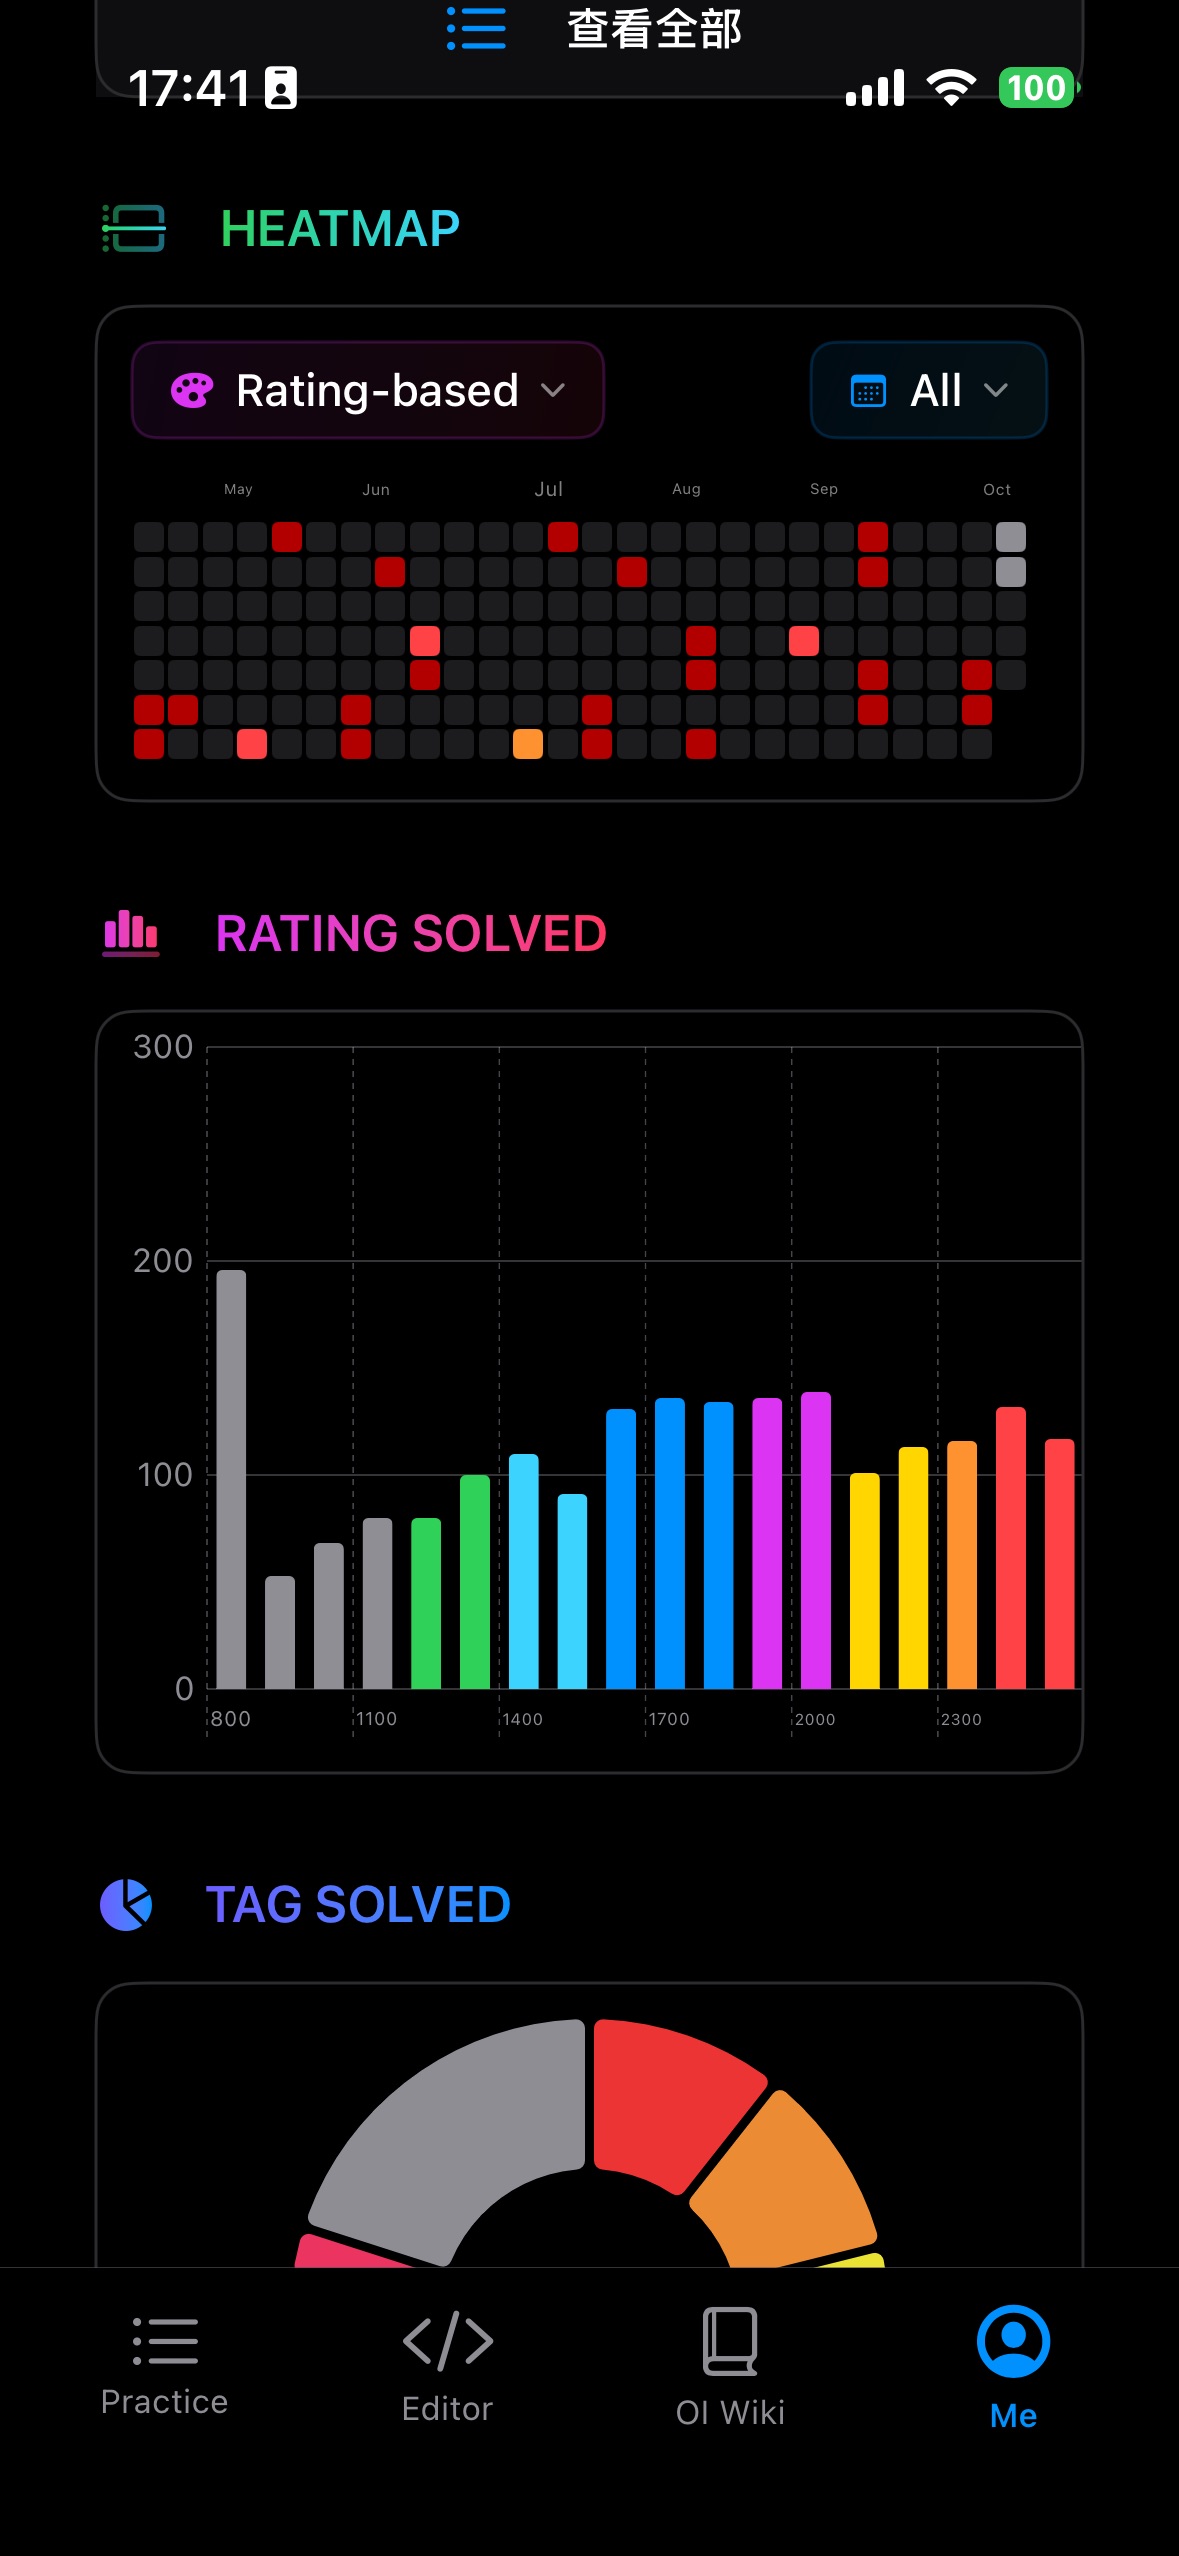 查看全部
17:41
100
HEATMAP
Rating-based
All
May Jun Jul Aug Sep Oct
RATING SOLVED
300
200
100
0
800 1100 1400 1700 2000 2300
TAG SOLVED
Practice
Editor
OI Wiki
Me